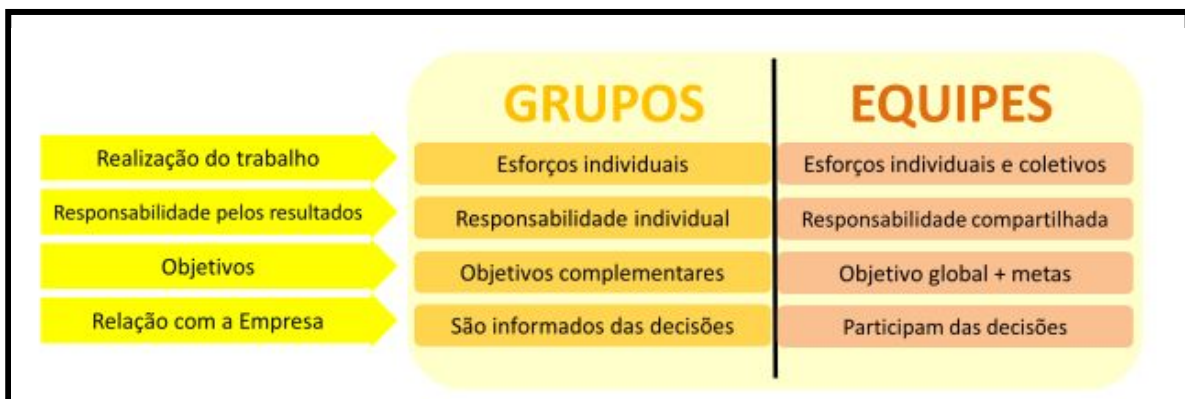 GRUPOS EQUIPES
Realização do trabalho Esforços individuais Esforços individuais e coletivos
Responsabilidade pelos resultados Responsabilidade individual Responsabilidade compartilhada
Objetivos Objetivos complementares Objetivo global + metas
Relação com a Empresa São informados das decisões Participam das decisões